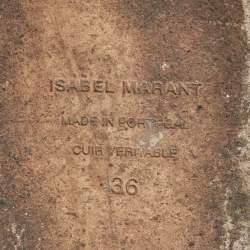 ISABEL MARANT
MADE IN PORTUGAL
CUIR VERITABLE
36